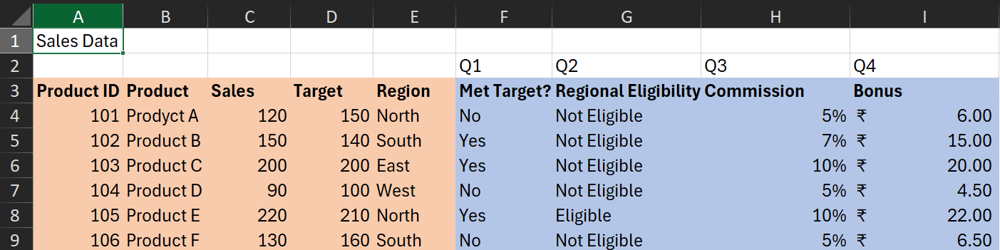 A B C D E F G H I
1 Sales Data
2 Q1 Q2 Q3 Q4
3 Product ID Product Sales Target Region Met Target? Regional Eligibility Commission Bonus
4 101 Prodyct A 120 150 North No Not Eligible 5% ₹ 6.00
5 102 Product B 150 140 South Yes Not Eligible 7% ₹ 15.00
6 103 Product C 200 200 East Yes Not Eligible 10% ₹ 20.00
7 104 Product D 90 100 West No Not Eligible 5% ₹ 4.50
8 105 Product E 220 210 North Yes Eligible 10% ₹ 22.00
9 106 Product F 130 160 South No Not Eligible 5% ₹ 6.50